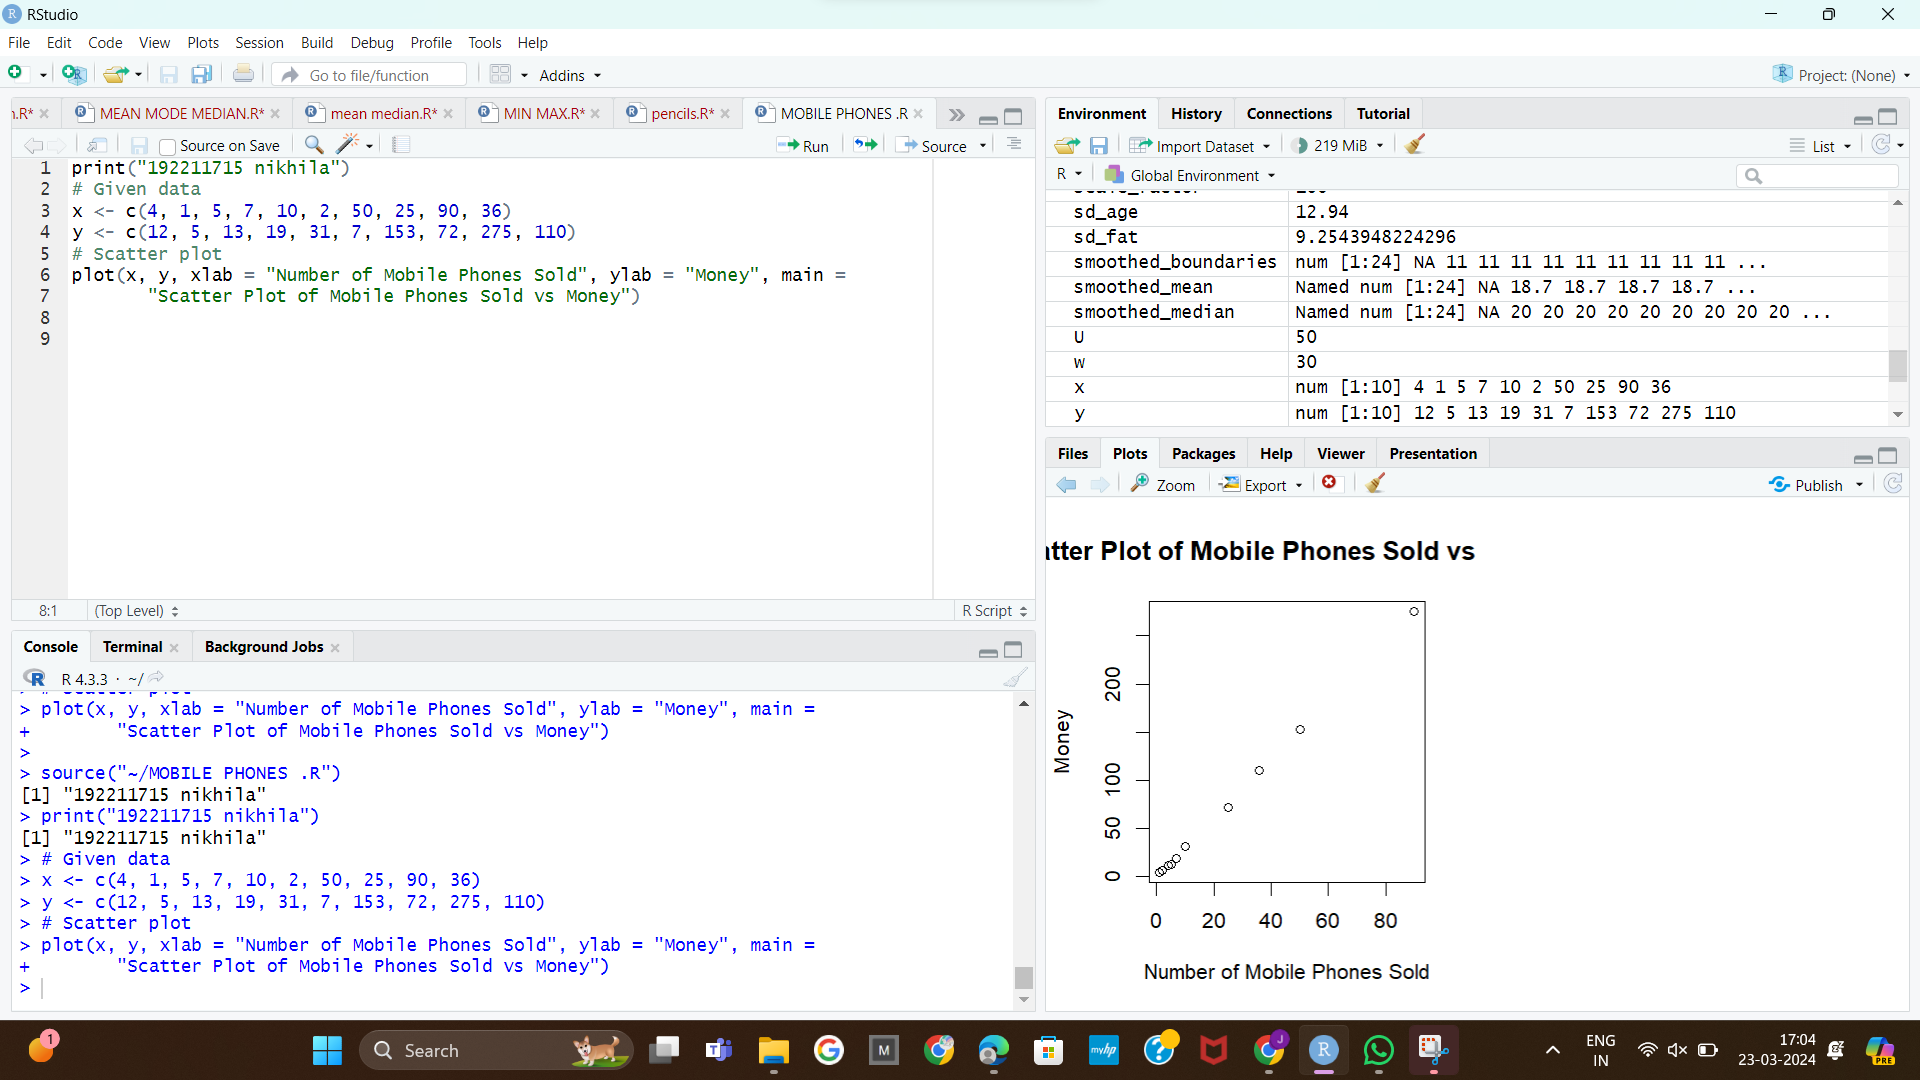 RStudio
File Edit Code View Plots Session Build Debug Profile Tools Help
Go to file/function Addins Project: (None)
.R* MEAN MODE MEDIAN.R* mean median.R* MIN MAX.R* pencils.R* MOBILE PHONES .R
Source on Save Run Source
1 print("192211715 nikhila")
2 # Given data
3 x <- c(4, 1, 5, 7, 10, 2, 50, 25, 90, 36)
4 y <- c(12, 5, 13, 19, 31, 7, 153, 72, 275, 110)
5 # Scatter plot
6 plot(x, y, xlab = "Number of Mobile Phones Sold", ylab = "Money", main =
7 "Scatter Plot of Mobile Phones Sold vs Money")
8
9
8:1 (Top Level) R Script
Console Terminal Background Jobs
R 4.3.3 · ~/
> # Scatter plot
> plot(x, y, xlab = "Number of Mobile Phones Sold", ylab = "Money", main =
+ "Scatter Plot of Mobile Phones Sold vs Money")
>
> source("~/MOBILE PHONES .R")
[1] "192211715 nikhila"
> print("192211715 nikhila")
[1] "192211715 nikhila"
> # Given data
> x <- c(4, 1, 5, 7, 10, 2, 50, 25, 90, 36)
> y <- c(12, 5, 13, 19, 31, 7, 153, 72, 275, 110)
> # Scatter plot
> plot(x, y, xlab = "Number of Mobile Phones Sold", ylab = "Money", main =
+ "Scatter Plot of Mobile Phones Sold vs Money")
>
Environment History Connections Tutorial
Import Dataset 219 MiB List
R Global Environment
sd_age 12.94
sd_fat 9.2543948224296
smoothed_boundaries num [1:24] NA 11 11 11 11 11 11 11 11 11 ...
smoothed_mean Named num [1:24] NA 18.7 18.7 18.7 18.7 ...
smoothed_median Named num [1:24] NA 20 20 20 20 20 20 20 20 20 ...
U 50
w 30
x num [1:10] 4 1 5 7 10 2 50 25 90 36
y num [1:10] 12 5 13 19 31 7 153 72 275 110
Files Plots Packages Help Viewer Presentation
Zoom Export Publish
atter Plot of Mobile Phones Sold vs
Money
200
100
50
0
0 20 40 60 80
Number of Mobile Phones Sold
1
Search
M
myhp
J
R
PRE
ENG
IN
17:04
23-03-2024